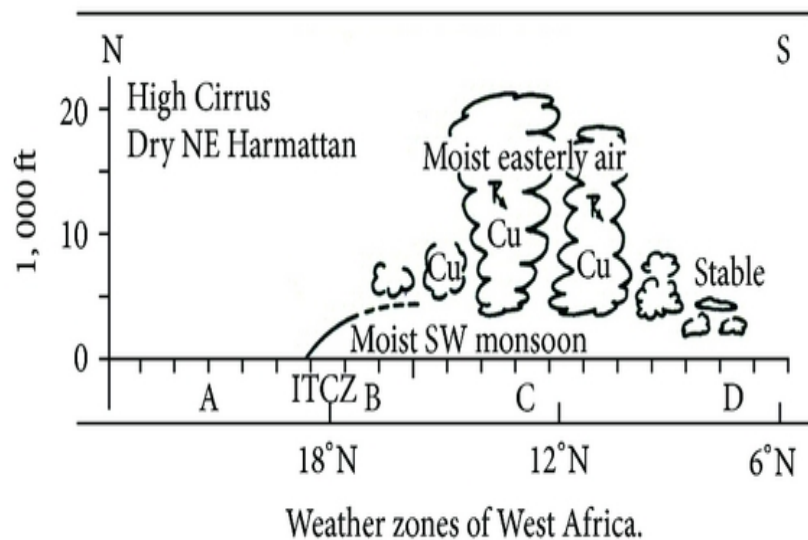 N
S
High Cirrus
Dry NE Harmattan
20
Moist easterly air
1, 000 ft
10
Cu
Cu
Cu
Stable
Moist SW monsoon
0
ITCZ
A
B
C
D
18°N
12°N
6°N
Weather zones of West Africa.